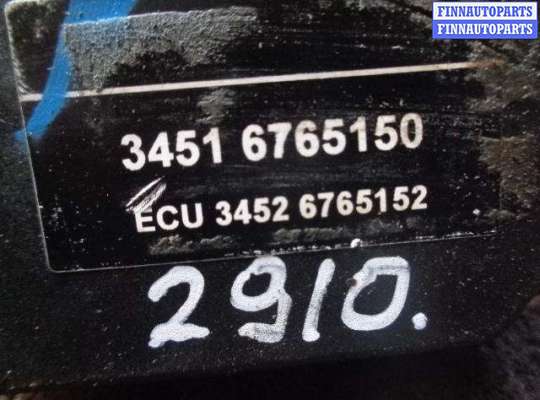 FINNAUTOPARTS
FINNAUTOPARTS
3451 6765150
ECU 3452 6765152
2910.